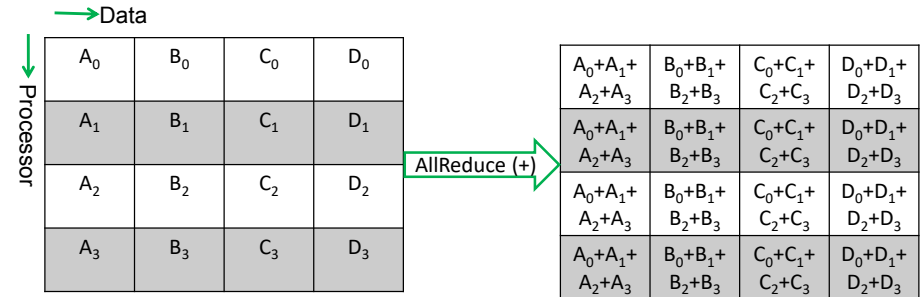 Data
Processor
A₀ B₀ C₀ D₀
A₁ B₁ C₁ D₁
A₂ B₂ C₂ D₂
A₃ B₃ C₃ D₃
AllReduce (+)
A₀+A₁+ B₀+B₁+ C₀+C₁+ D₀+D₁+
A₂+A₃ B₂+B₃ C₂+C₃ D₂+D₃
A₀+A₁+ B₀+B₁+ C₀+C₁+ D₀+D₁+
A₂+A₃ B₂+B₃ C₂+C₃ D₂+D₃
A₀+A₁+ B₀+B₁+ C₀+C₁+ D₀+D₁+
A₂+A₃ B₂+B₃ C₂+C₃ D₂+D₃
A₀+A₁+ B₀+B₁+ C₀+C₁+ D₀+D₁+
A₂+A₃ B₂+B₃ C₂+C₃ D₂+D₃